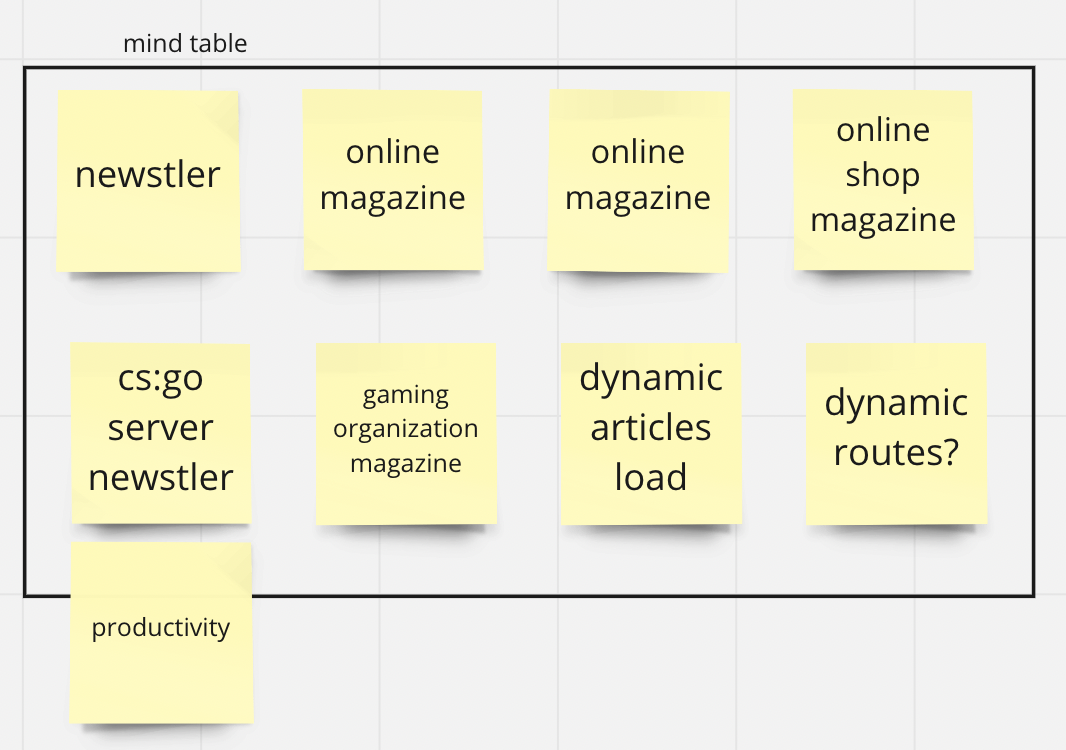 mind table
newstler
online
magazine
online
magazine
online
shop
magazine
cs:go
server
newstler
gaming
organization
magazine
dynamic
articles
load
dynamic
routes?
productivity